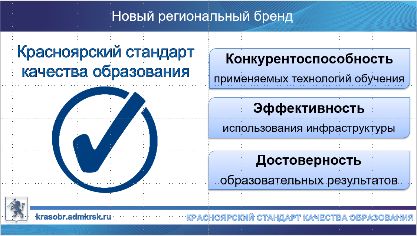 Новый региональный бренд
Красноярский стандарт
качества образования
Конкурентоспособность
применяемых технологий обучения
Эффективность
использования инфраструктуры
Достоверность
образовательных результатов
krasobr.admkrsk.ru
КРАСНОЯРСКИЙ СТАНДАРТ КАЧЕСТВА ОБРАЗОВАНИЯ